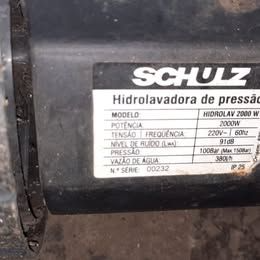 SCHULZ
Hidrolavadora de pressão
MODELO: HIDROLAV 2000 W
POTÊNCIA: 2000W
TENSÃO / FREQUÊNCIA: 220V~ / 60hz
NÍVEL DE RUÍDO (LWA): 91dB
PRESSÃO 100Bar (Max.150Bar)
VAZÃO DE ÁGUA: 380l/h
N.º SÉRIE: 00232 IP 25